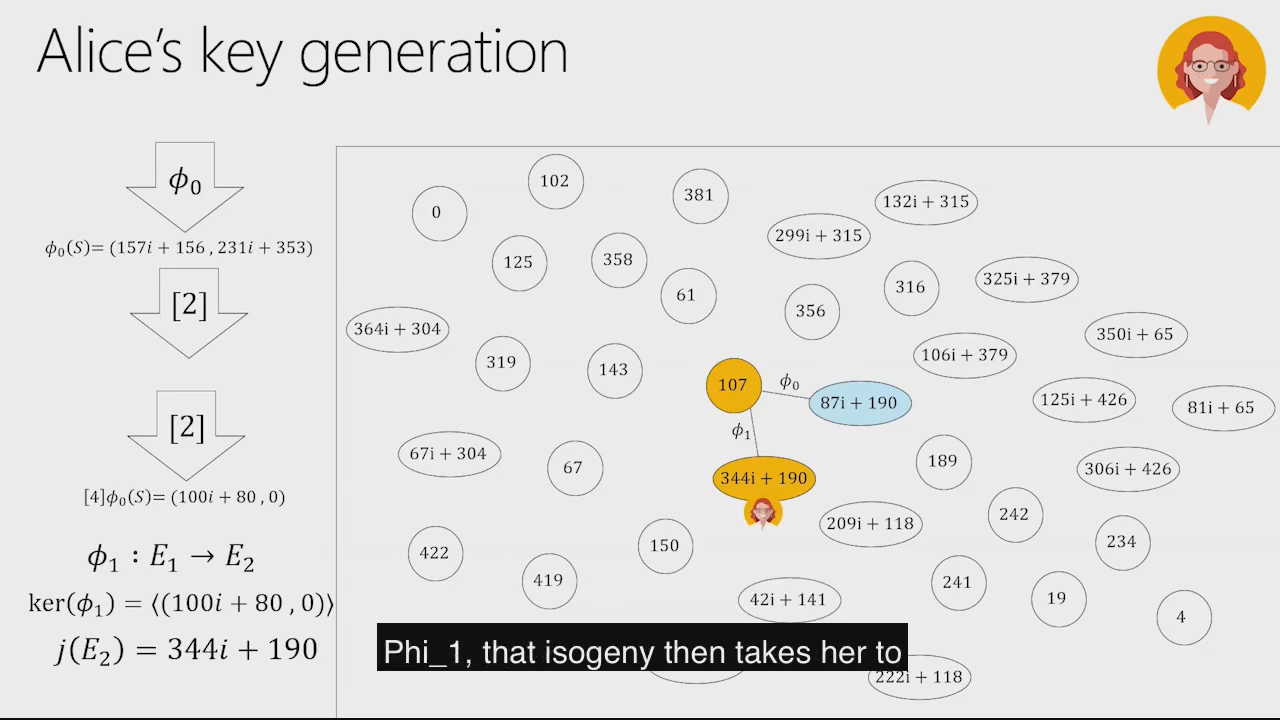 Alice's key generation
ϕ₀
ϕ₀(S)= (157i + 156 , 231i + 353)
[2]
[2]
[4]ϕ₀(S)= (100i + 80 , 0)
ϕ₁ : E₁ → E₂
ker(ϕ₁) = ⟨(100i + 80 , 0)⟩
j(E₂) = 344i + 190
102
381
132i + 315
0
299i + 315
125
358
325i + 379
316
61
356
364i + 304
350i + 65
106i + 379
319
143
107
ϕ₀
87i + 190
125i + 426
81i + 65
ϕ₁
67i + 304
67
189
306i + 426
344i + 190
209i + 118
242
234
150
422
419
241
42i + 141
19
4
222i + 118
Phi_1, that isogeny then takes her to